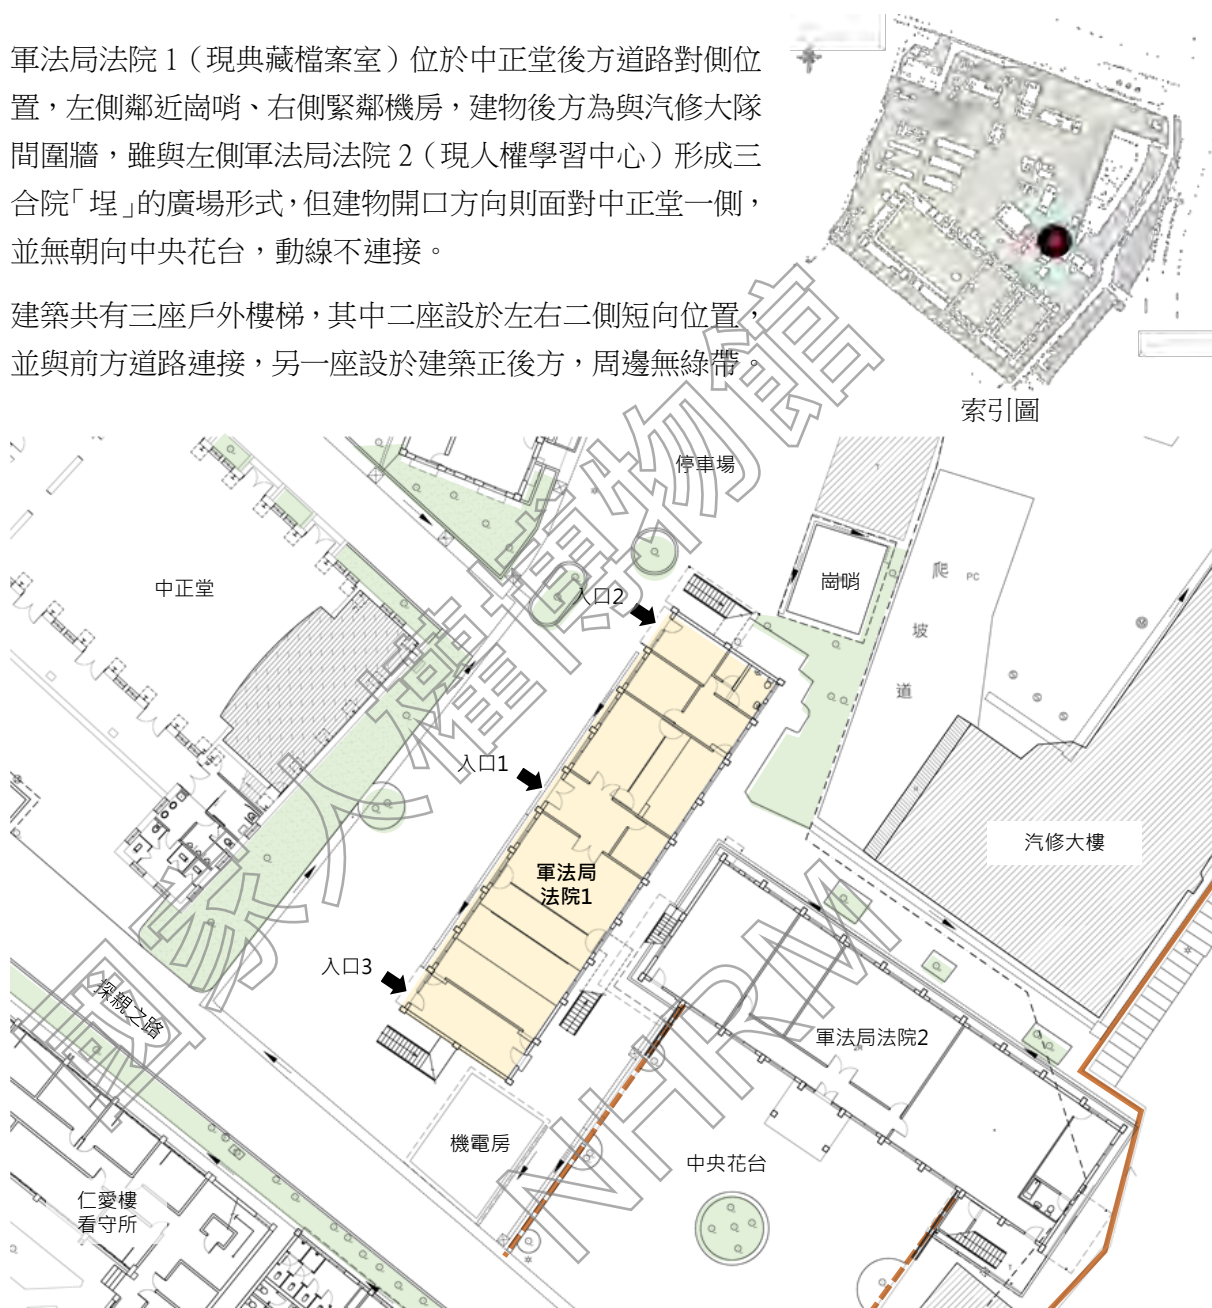 軍法局法院 1（現典藏檔案室）位於中正堂後方道路對側位
置，左側鄰近崗哨、右側緊鄰機房，建物後方為與汽修大隊
間圍牆，雖與左側軍法局法院 2（現人權學習中心）形成三
合院「埕」的廣場形式，但建物開口方向則面對中正堂一側，
並無朝向中央花台，動線不連接。
建築共有三座戶外樓梯，其中二座設於左右二側短向位置，
並與前方道路連接，另一座設於建築正後方，周邊無綠帶。
索引圖
停車場
中正堂
入口2
崗哨
爬
坡
道
PC
入口1
汽修大樓
軍法局
法院1
入口3
探親之路
軍法局法院2
機電房
中央花台
仁愛樓
看守所
國家人權博物館
NHRM